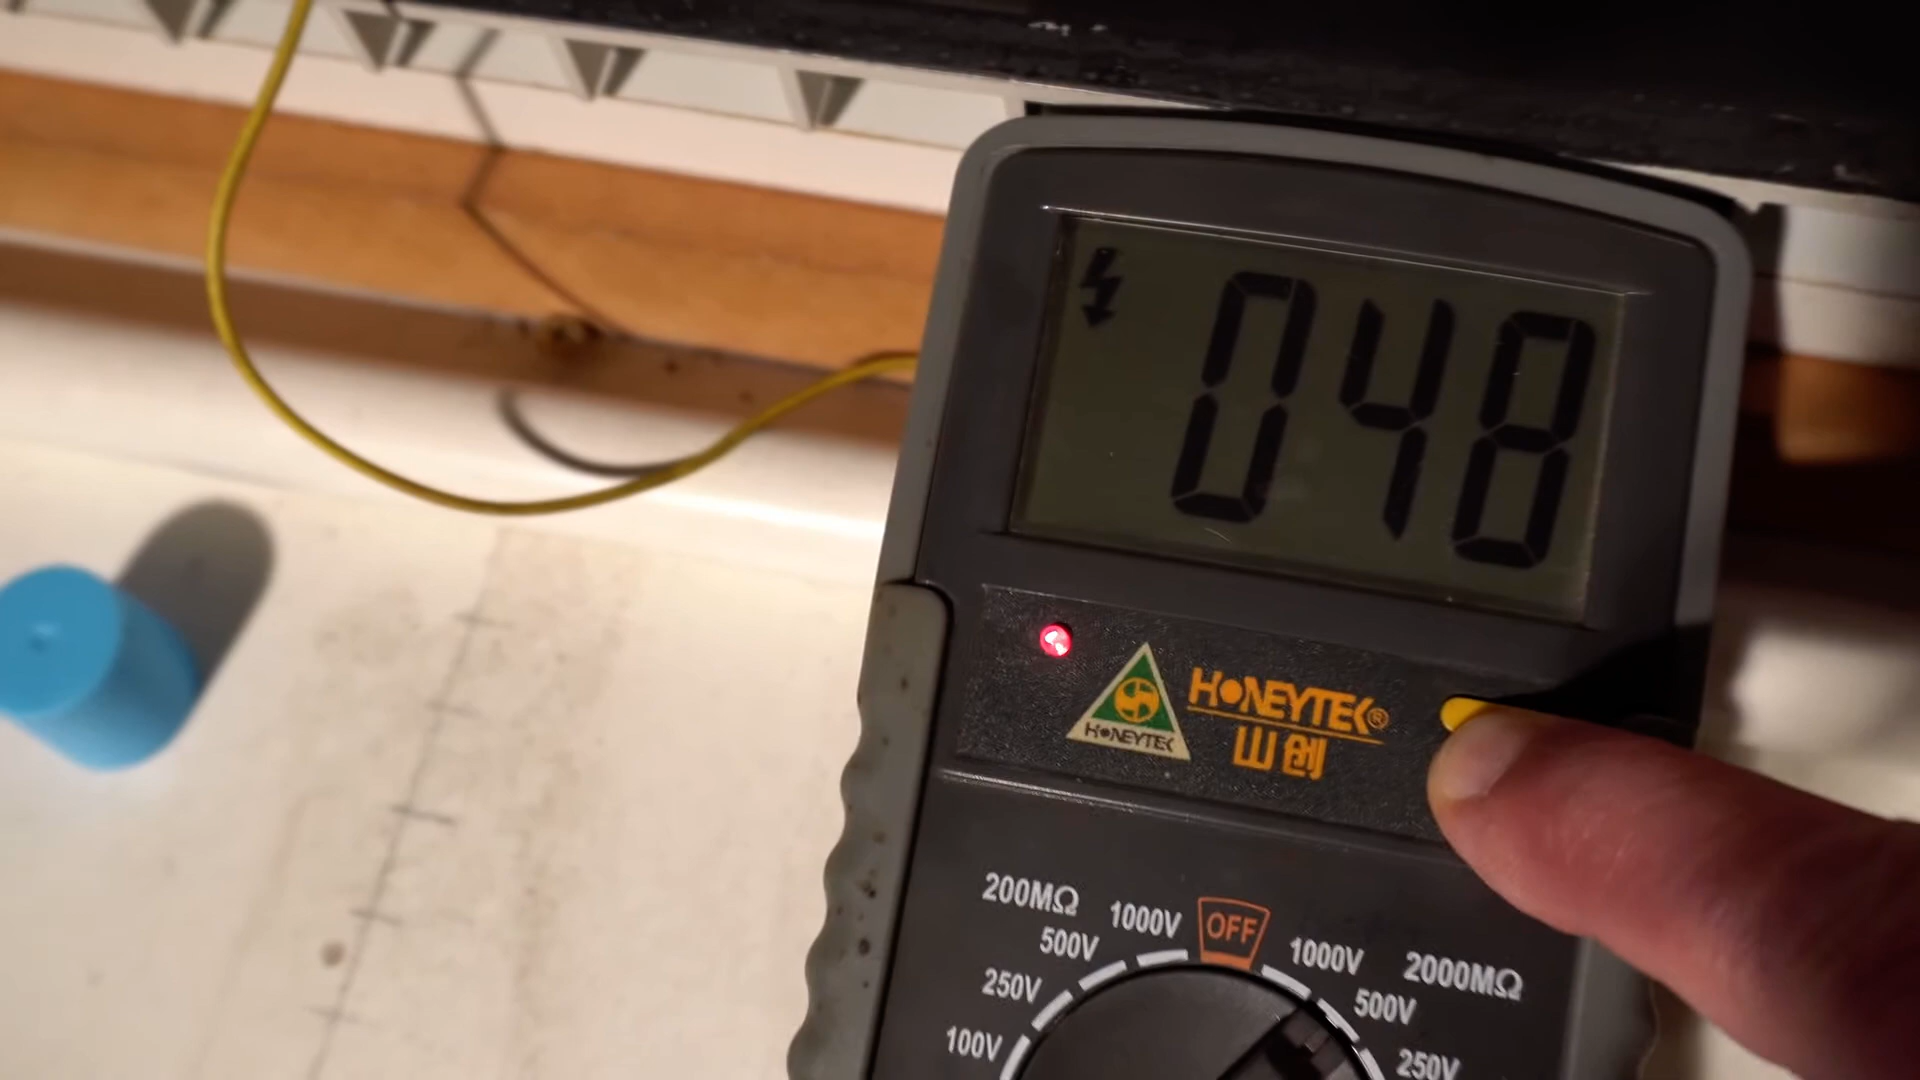 048
HONEYTEK®
山创
HONEYTEK
200MΩ
1000V
OFF
1000V
2000MΩ
500V
500V
250V
250V
100V